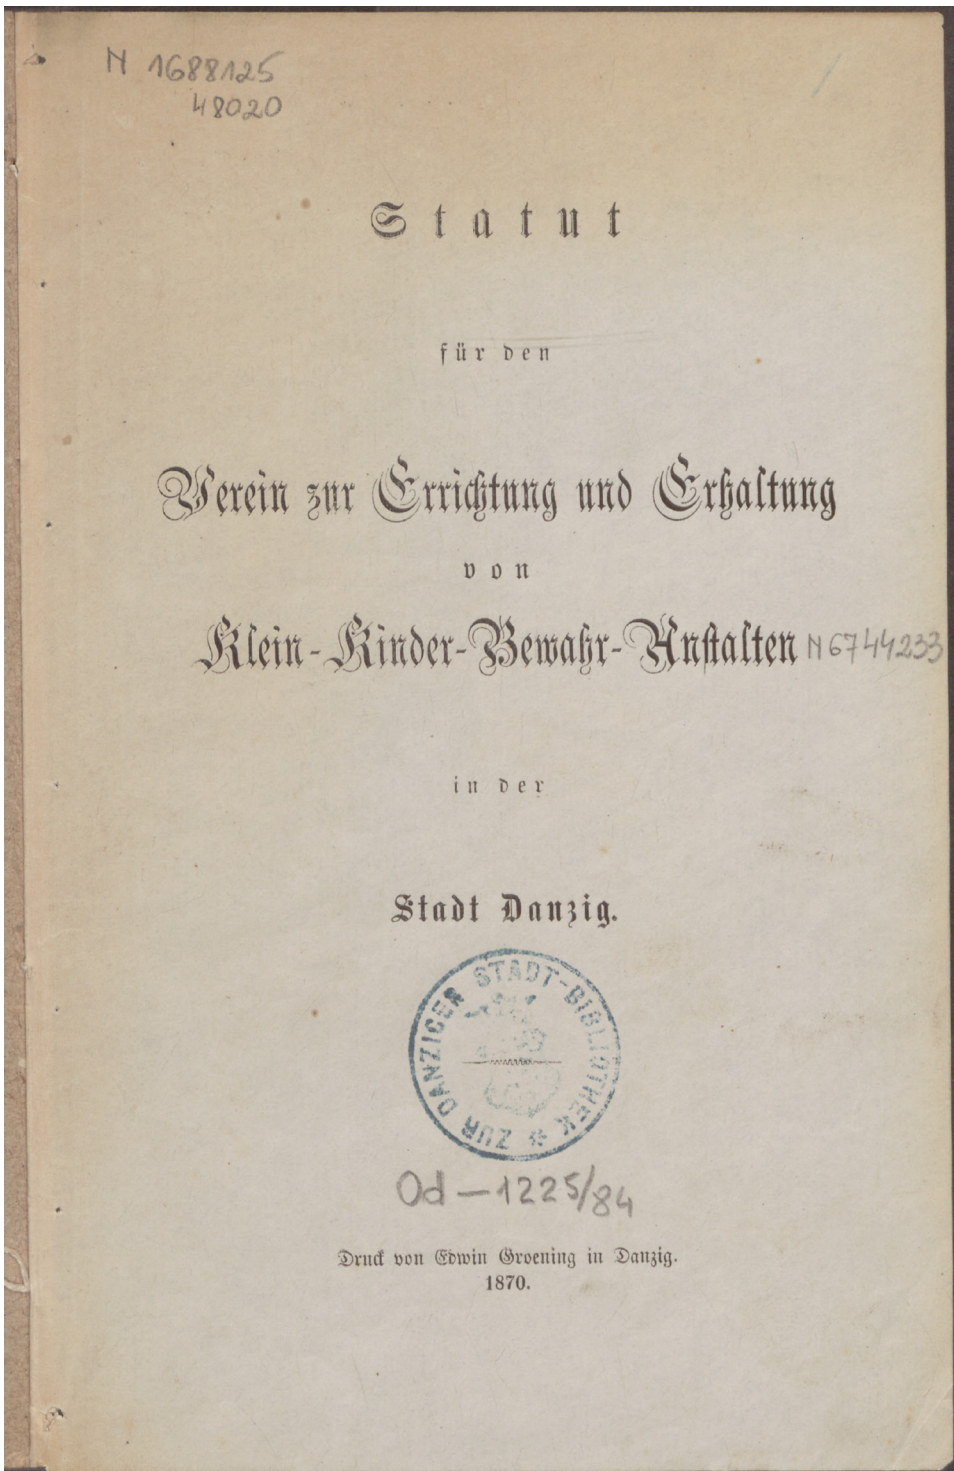 N 1688125
48020
Statut
für den
Verein zur Errichtung und Erhaltung
von
Klein-Kinder-Bewahr-Anstalten
N6744233
in der
Stadt Danzig.
ZUR DANZIGER STADT-BIBLIOTHEK *
Od-1225/84
Druck von Edwin Groening in Danzig.
1870.